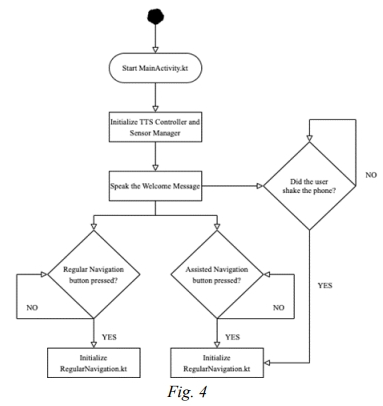 Start MainActivity.kt
Initialize TTS Controller and
Sensor Manager
Speak the Welcome Message
Did the user
shake the phone?
NO
YES
Regular Navigation
button pressed?
NO
YES
Assisted Navigation
button pressed?
NO
YES
Initialize
RegularNavigation.kt
Initialize
RegularNavigation.kt
Fig. 4